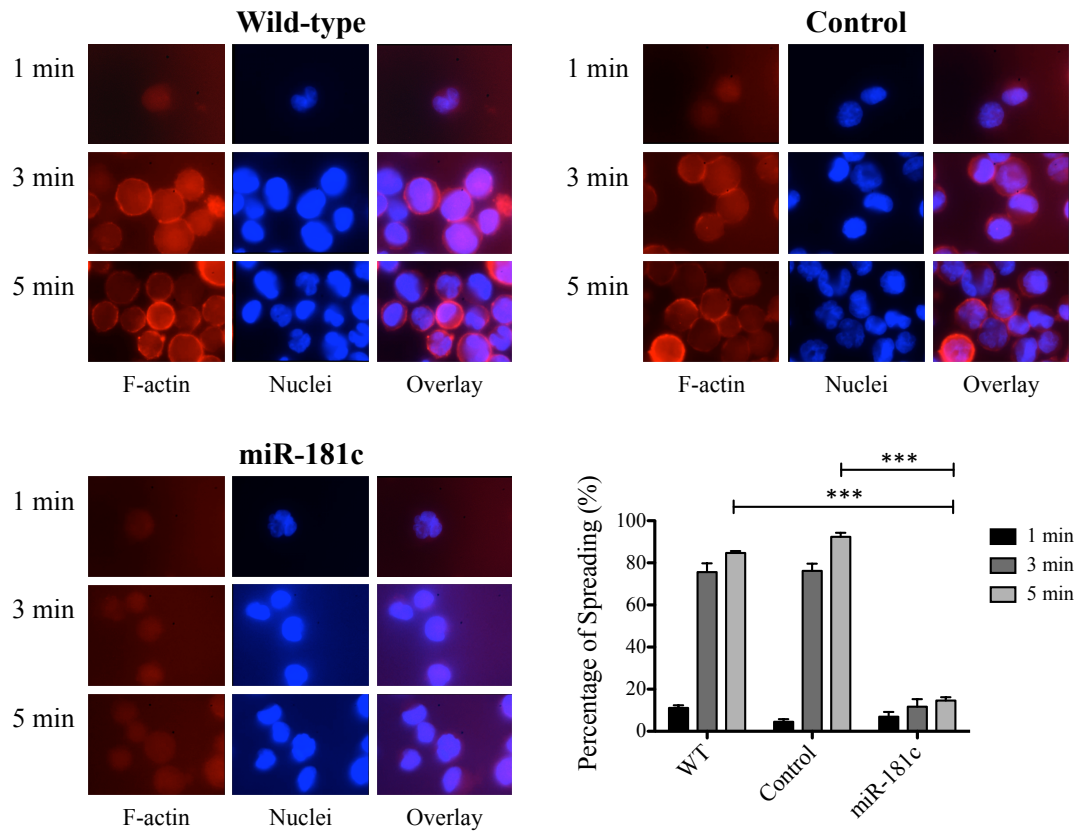 Wild-type
1 min
3 min
5 min
F-actin Nuclei Overlay
Control
1 min
3 min
5 min
F-actin Nuclei Overlay
miR-181c
1 min
3 min
5 min
F-actin Nuclei Overlay
***
***
Percentage of Spreading (%)
100
80
60
40
20
0
WT
Control
miR-181c
1 min
3 min
5 min